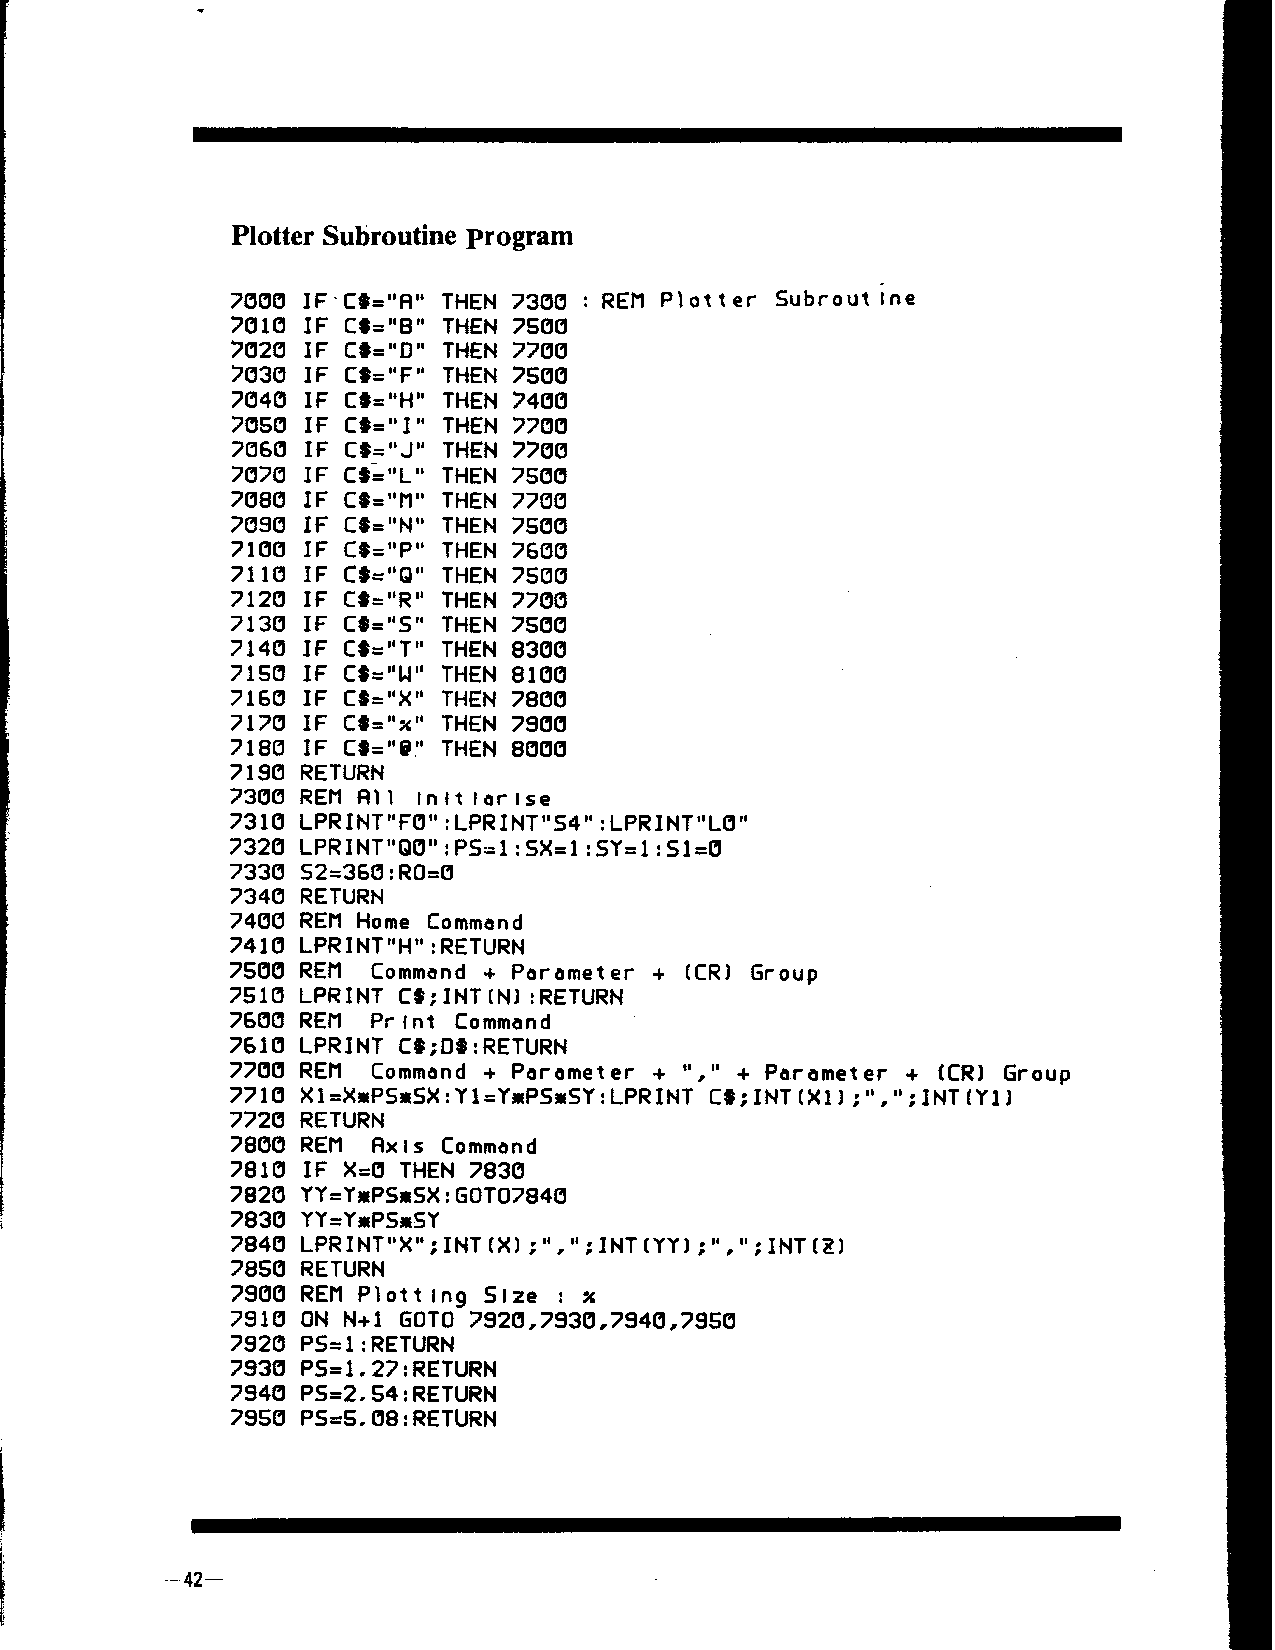 Plotter Subroutine program
7000 IF C$="A" THEN 7300 : REM Plotter Subroutine
7010 IF C$="B" THEN 7500
7020 IF C$="D" THEN 7700
7030 IF C$="F" THEN 7500
7040 IF C$="H" THEN 7400
7050 IF C$="I" THEN 7700
7060 IF C$="J" THEN 7700
7070 IF C$="L" THEN 7500
7080 IF C$="M" THEN 7700
7090 IF C$="N" THEN 7500
7100 IF C$="P" THEN 7600
7110 IF C$="Q" THEN 7500
7120 IF C$="R" THEN 7700
7130 IF C$="S" THEN 7500
7140 IF C$="T" THEN 8300
7150 IF C$="W" THEN 8100
7160 IF C$="X" THEN 7800
7170 IF C$="%" THEN 7900
7180 IF C$="@" THEN 8000
7190 RETURN
7300 REM All Initiarise
7310 LPRINT"F0":LPRINT"S4":LPRINT"L0"
7320 LPRINT"Q0":PS=1:SX=1:SY=1:S1=0
7330 S2=360:RO=0
7340 RETURN
7400 REM Home Command
7410 LPRINT"H":RETURN
7500 REM Command + Parameter + (CR) Group
7510 LPRINT C$;INT(N):RETURN
7600 REM Print Command
7610 LPRINT C$;D$:RETURN
7700 REM Command + Parameter + "," + Parameter + (CR) Group
7710 X1=X*PS*SX:Y1=Y*PS*SY:LPRINT C$;INT(X1);",";INT(Y1)
7720 RETURN
7800 REM Axis Command
7810 IF X=0 THEN 7830
7820 YY=Y*PS*SX:GOTO7840
7830 YY=Y*PS*SY
7840 LPRINT"X";INT(X);",";INT(YY);",";INT(Z)
7850 RETURN
7900 REM Plotting Size : %
7910 ON N+1 GOTO 7920,7930,7940,7950
7920 PS=1:RETURN
7930 PS=1.27:RETURN
7940 PS=2.54:RETURN
7950 PS=5.08:RETURN
—42—